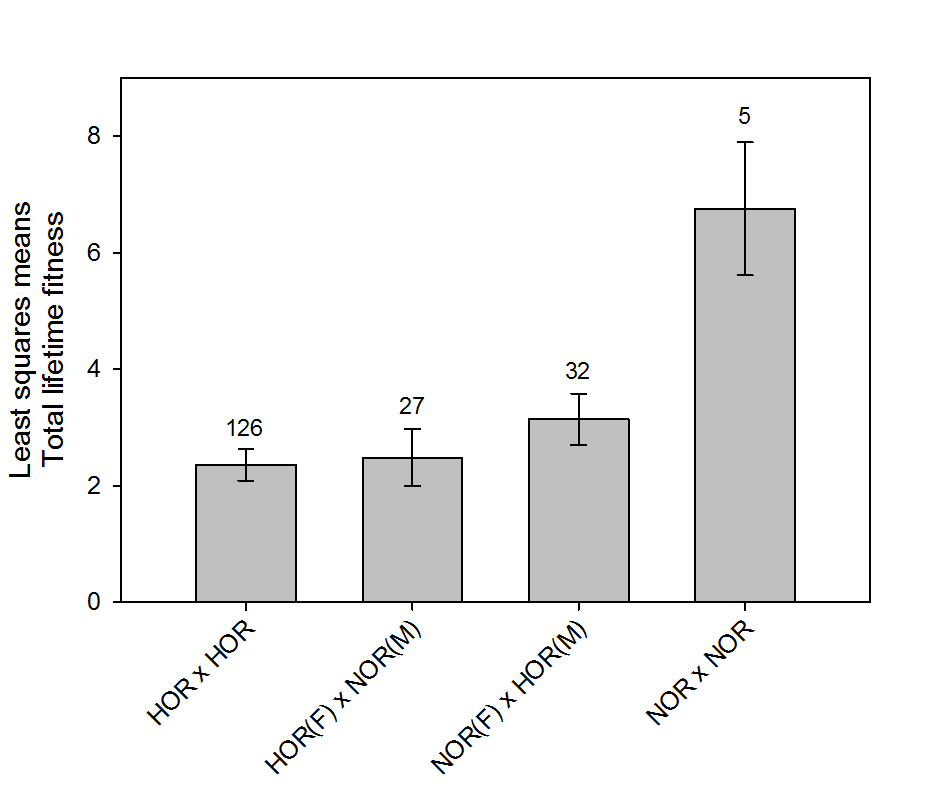 Least squares means
Total lifetime fitness
8
6
4
2
0
126
27
32
5
HOR x HOR
HOR(F) x NOR(M)
NOR(F) x HOR(M)
NOR x NOR